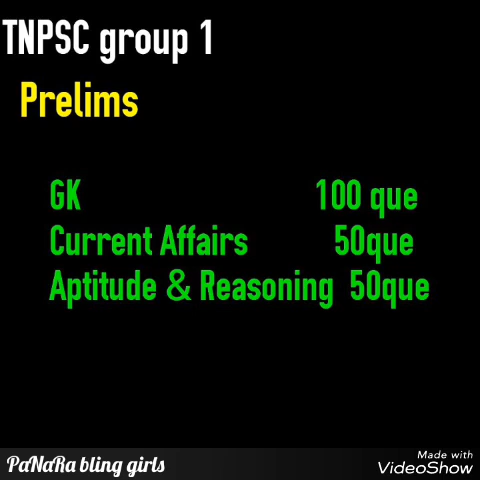 TNPSC group 1
Prelims
GK 100 que
Current Affairs 50que
Aptitude & Reasoning 50que
PaNaRa bling girls
Made with
VideoShow